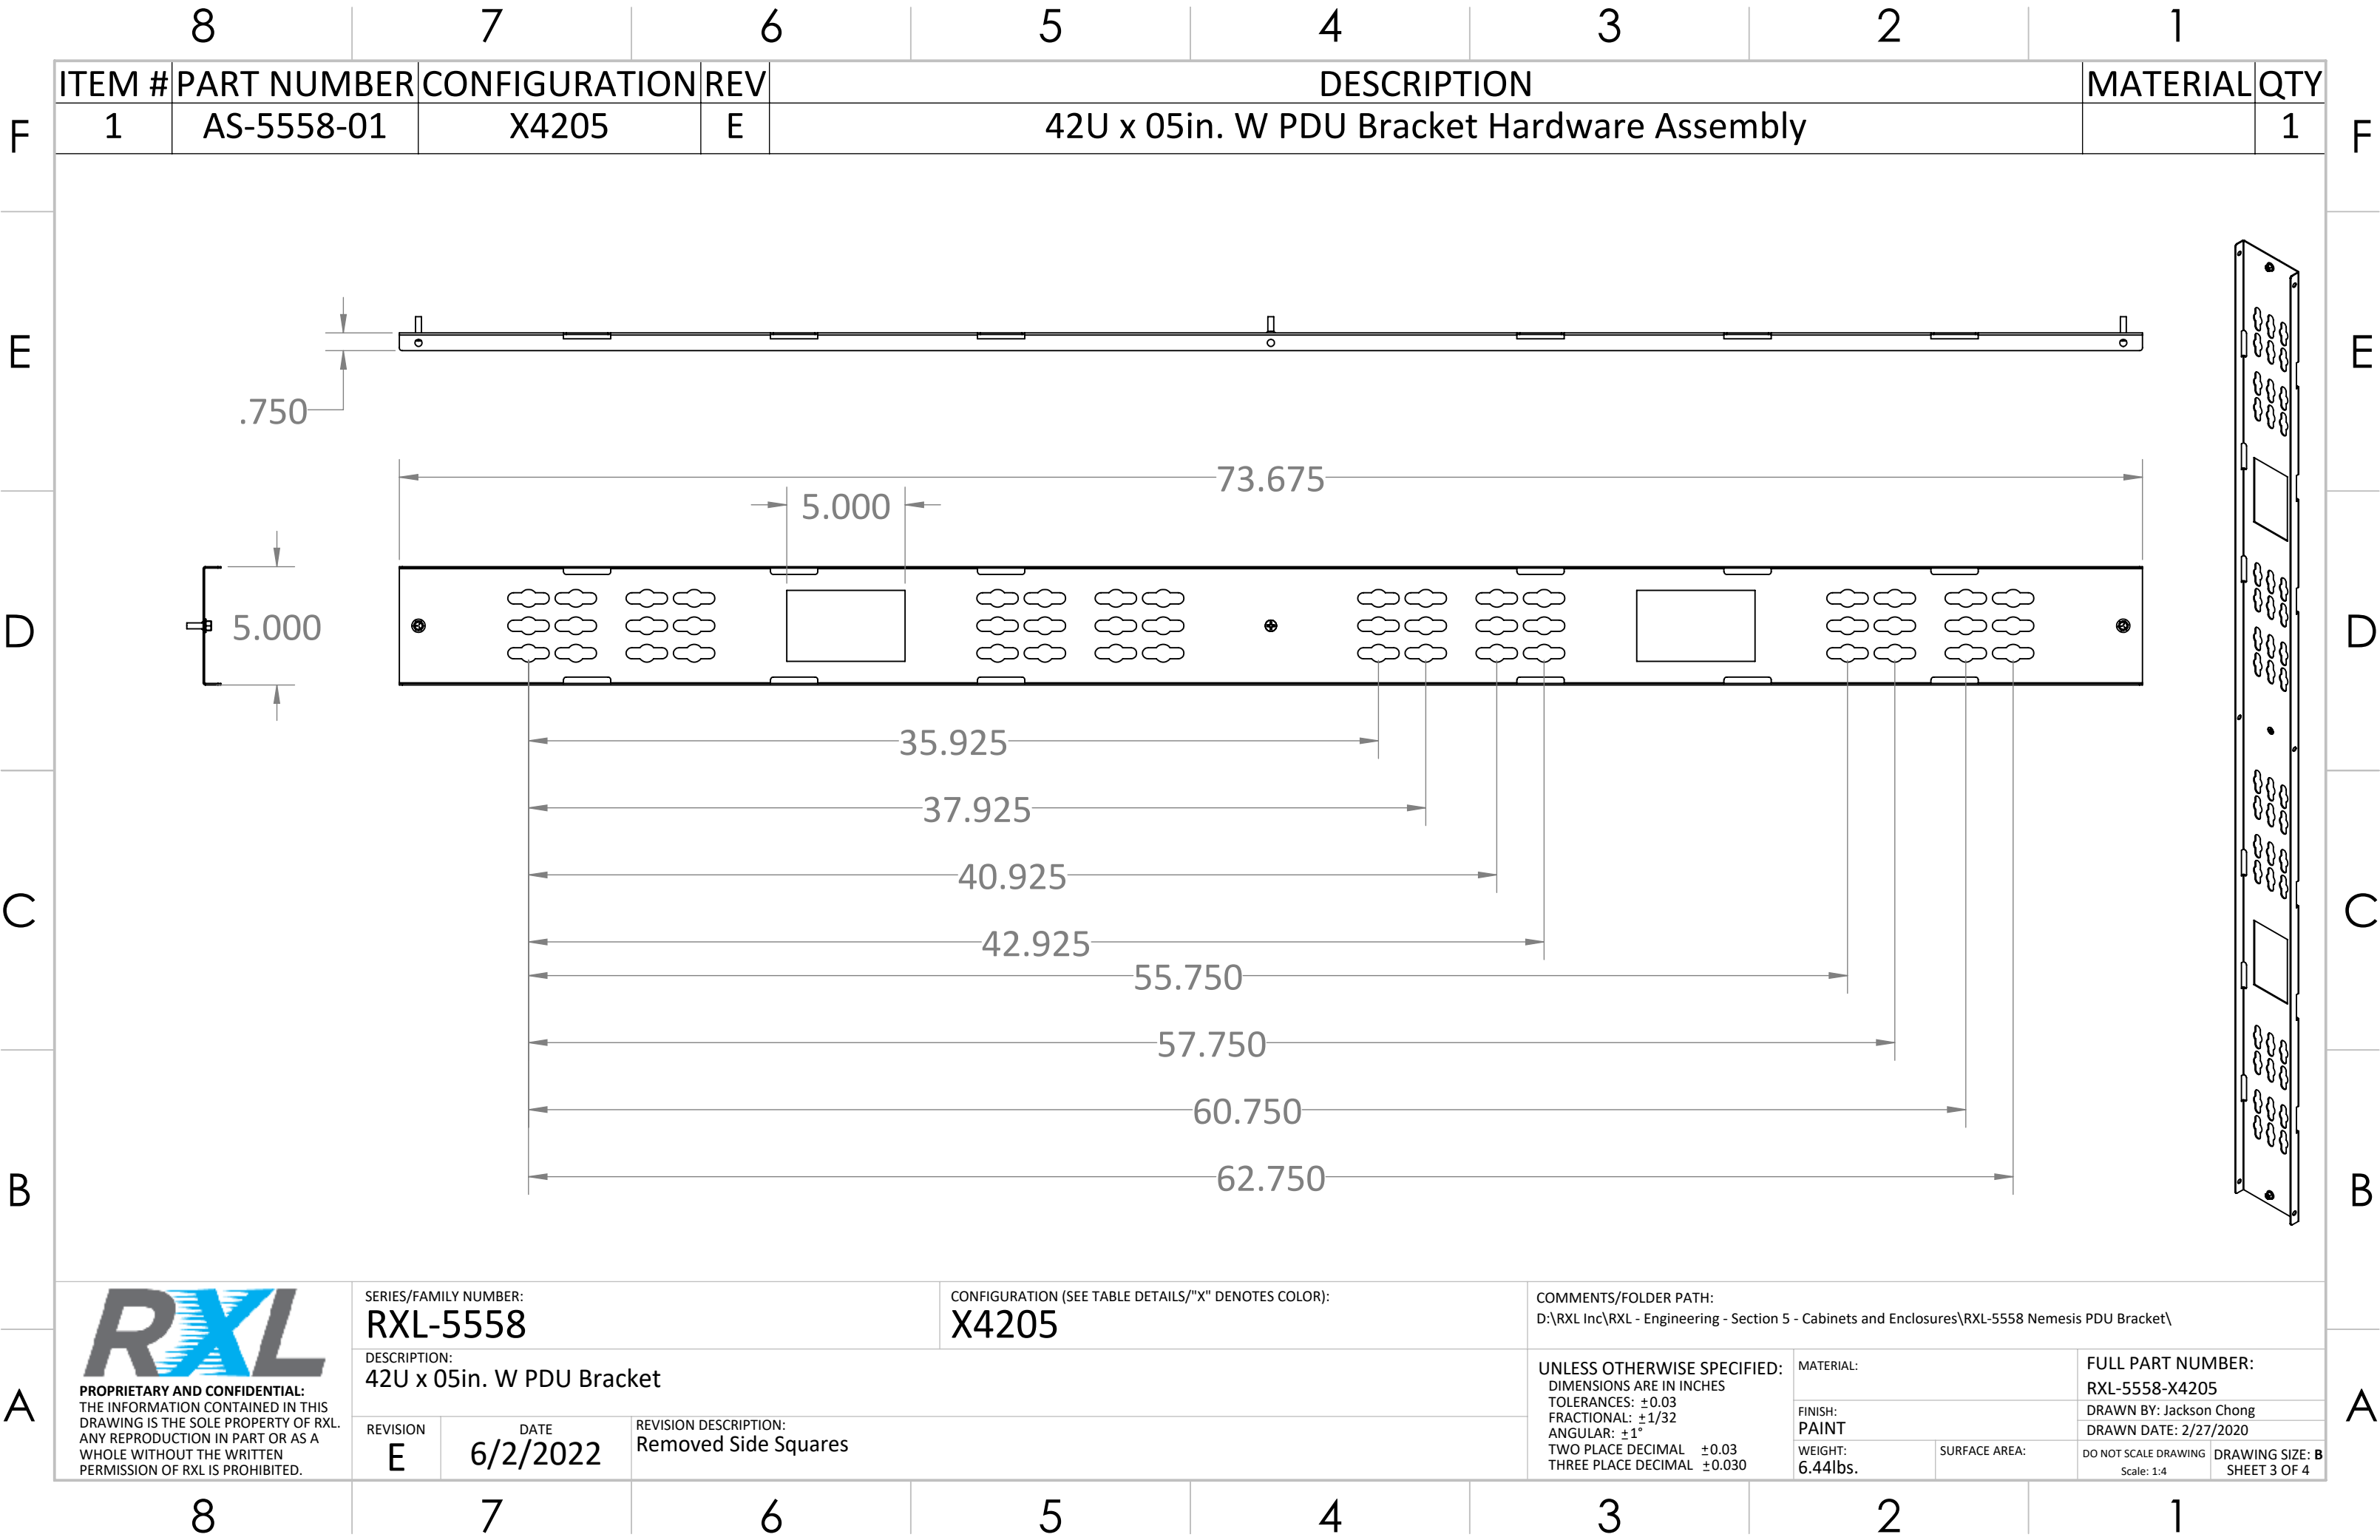 8 7 6 5 4 3 2 1
ITEM # PART NUMBER CONFIGURATION REV DESCRIPTION MATERIAL QTY
1 AS-5558-01 X4205 E 42U x 05in. W PDU Bracket Hardware Assembly 1
F F
E E
.750
73.675
5.000
D 5.000 D
35.925
37.925
40.925
C C
42.925
55.750
57.750
60.750
B 62.750 B
RXL
PROPRIETARY AND CONFIDENTIAL:
THE INFORMATION CONTAINED IN THIS
DRAWING IS THE SOLE PROPERTY OF RXL.
ANY REPRODUCTION IN PART OR AS A
WHOLE WITHOUT THE WRITTEN
PERMISSION OF RXL IS PROHIBITED.
SERIES/FAMILY NUMBER:
RXL-5558
CONFIGURATION (SEE TABLE DETAILS/"X" DENOTES COLOR):
X4205
COMMENTS/FOLDER PATH:
D:\RXL Inc\RXL - Engineering - Section 5 - Cabinets and Enclosures\RXL-5558 Nemesis PDU Bracket\
DESCRIPTION:
42U x 05in. W PDU Bracket
REVISION
E
DATE
6/2/2022
REVISION DESCRIPTION:
Removed Side Squares
UNLESS OTHERWISE SPECIFIED:
DIMENSIONS ARE IN INCHES
TOLERANCES: ±0.03
FRACTIONAL: ±1/32
ANGULAR: ±1°
TWO PLACE DECIMAL ±0.03
THREE PLACE DECIMAL ±0.030
MATERIAL:
FINISH:
PAINT
WEIGHT:
6.44lbs.
SURFACE AREA:
FULL PART NUMBER:
RXL-5558-X4205
DRAWN BY: Jackson Chong
DRAWN DATE: 2/27/2020
DO NOT SCALE DRAWING
Scale: 1:4
DRAWING SIZE: B
SHEET 3 OF 4
A A
8 7 6 5 4 3 2 1